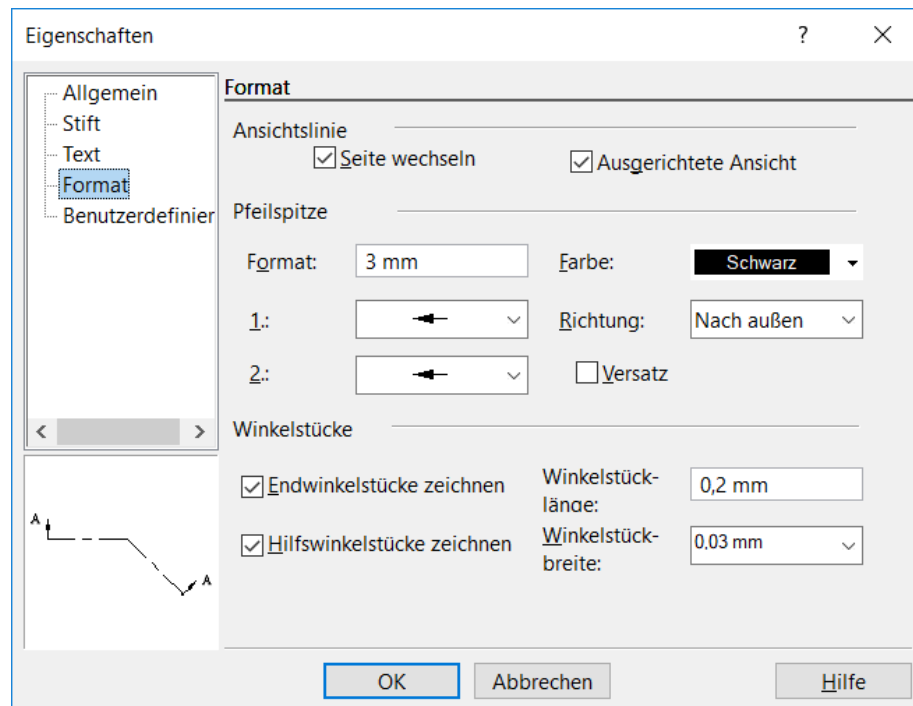 Eigenschaften
?
Allgemein
Stift
Text
Format
Benutzerdefinier
Format
Ansichtslinie
Seite wechseln
Ausgerichtete Ansicht
Pfeilspitze
Format:
3 mm
Farbe:
Schwarz
1.:
Richtung:
Nach außen
2.:
Versatz
Winkelstücke
Endwinkelstücke zeichnen
Winkelstück-
länge:
0,2 mm
Hilfswinkelstücke zeichnen
Winkelstück-
breite:
0,03 mm
A
A
OK
Abbrechen
Hilfe